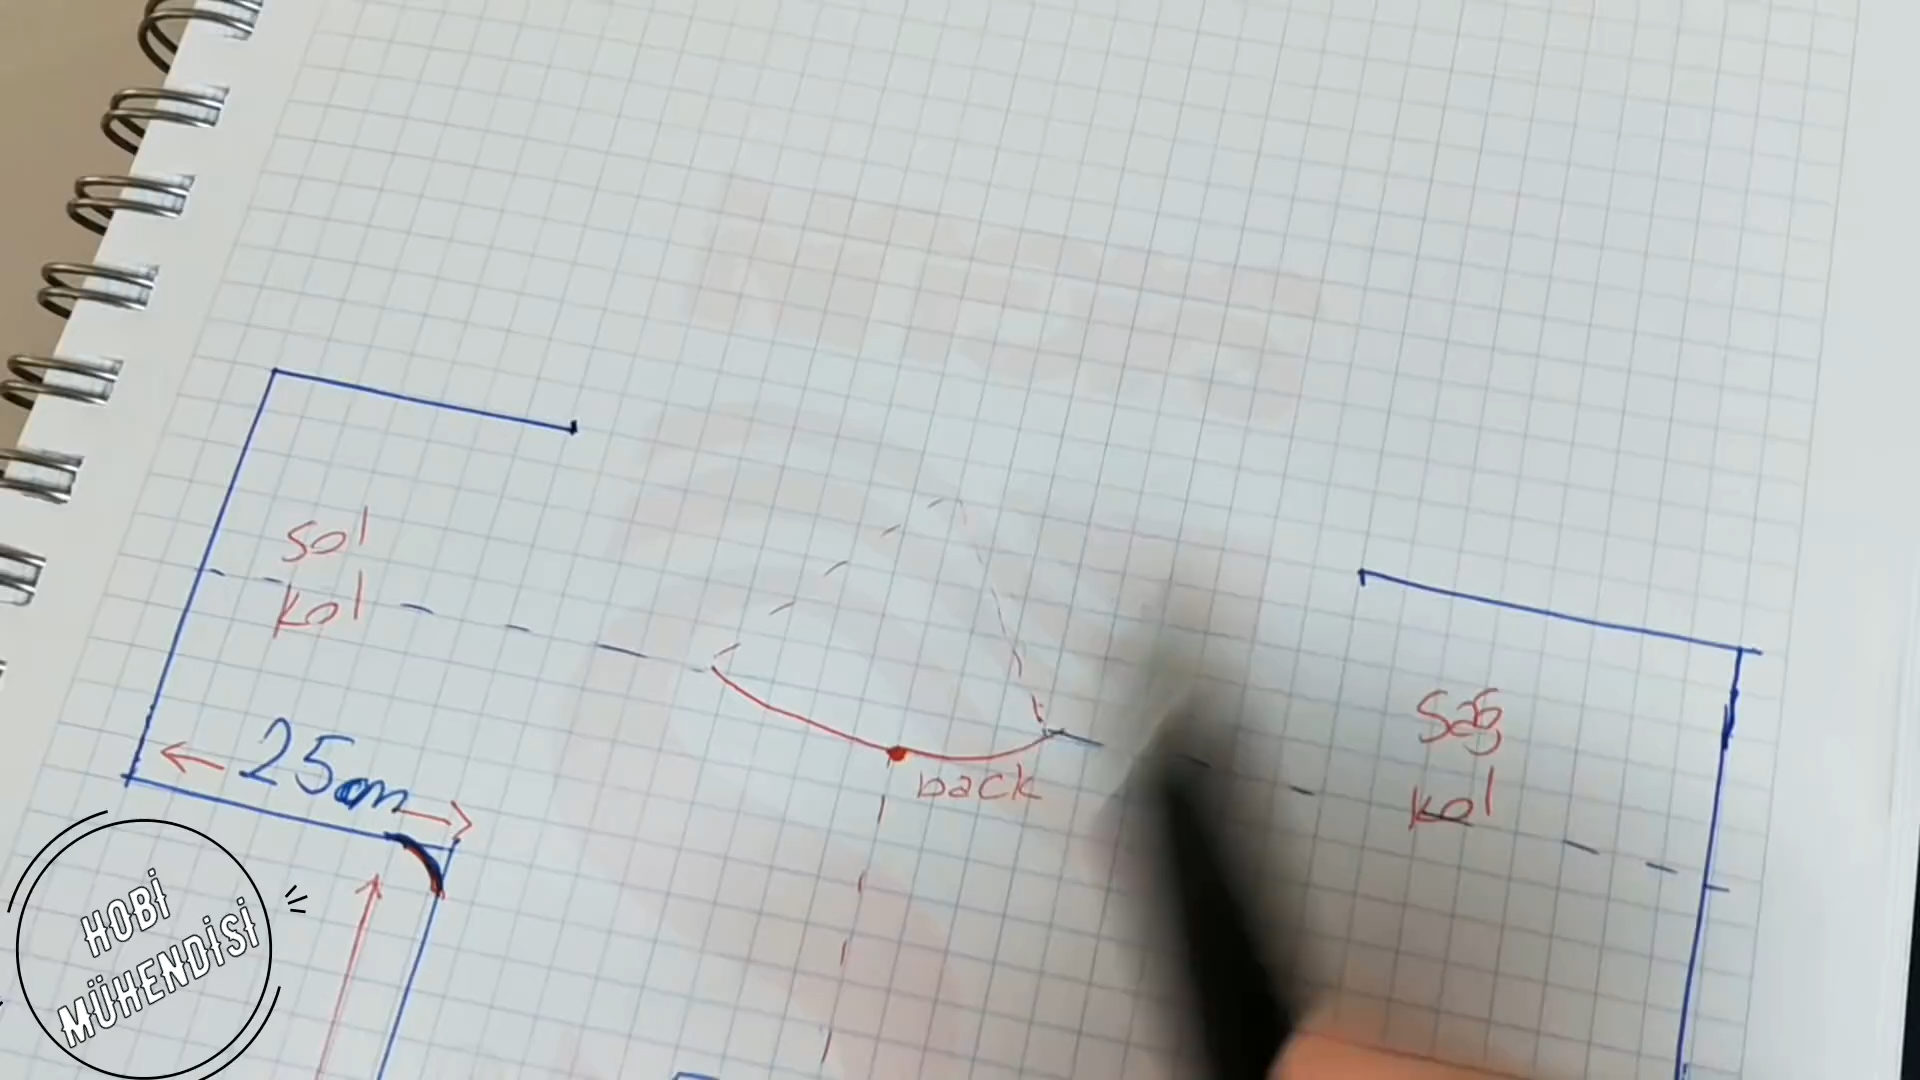 sol
kol
25cm
back
sağ
kol
HOBİ
MÜHENDİSİ